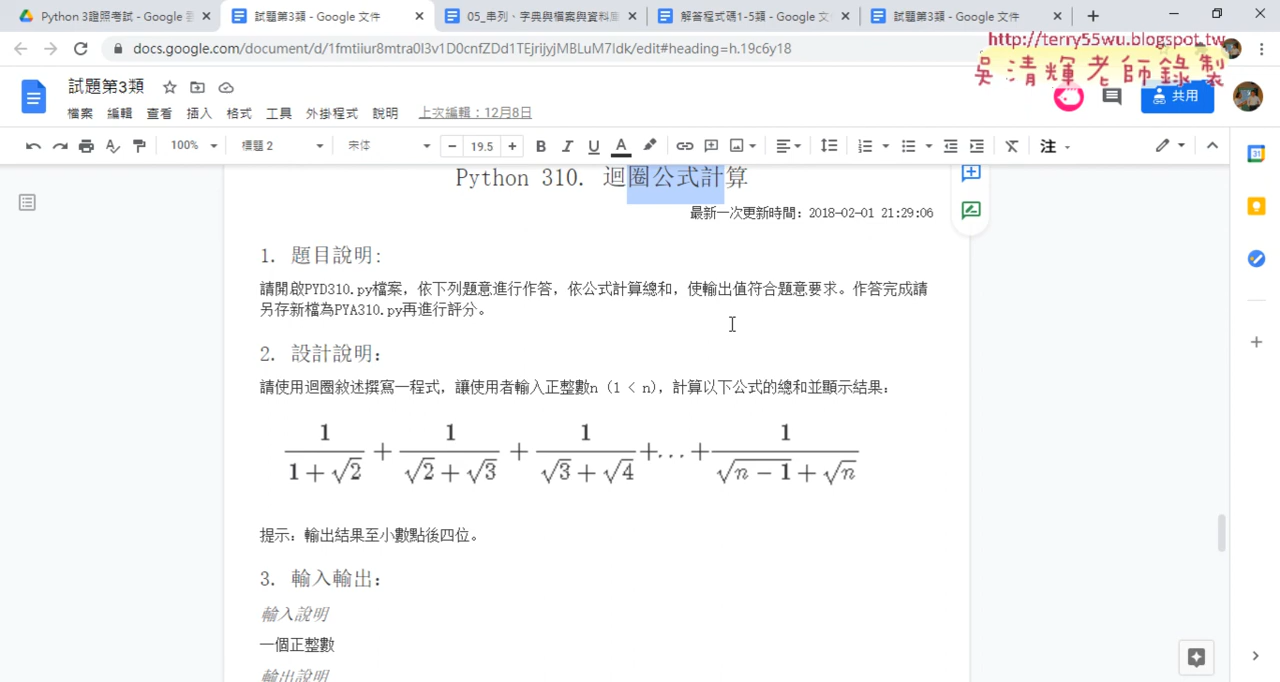 Python 3證照考試 - Google 雲
試題第3類 - Google 文件
05_串列、字典與檔案與資料庫
解答程式碼1-5類 - Google 文
試題第3類 - Google 文件
docs.google.com/document/d/1fmtiiur8mtra0I3v1D0cnfZDd1TEjrijyjMBLuM7Idk/edit#heading=h.19c6y18
http://terry55wu.blogspot.tw
吳清輝老師錄製
試題第3類
檔案 編輯 查看 插入 格式 工具 外掛程式 說明 上次編輯：12月8日
共用
100% 標題 2 宋体 − 19.5 + B I U A 注
Python 310. 迴圈公式計算
最新一次更新時間：2018-02-01 21:29:06
1. 題目說明:
請開啟PYD310.py檔案，依下列題意進行作答，依公式計算總和，使輸出值符合題意要求。作答完成請
另存新檔為PYA310.py再進行評分。
2. 設計說明：
請使用迴圈敘述撰寫一程式，讓使用者輸入正整數n (1 < n)，計算以下公式的總和並顯示結果：
1/(1+√2) + 1/(√2+√3) + 1/(√3+√4) +...+ 1/(√n−1+√n)
提示：輸出結果至小數點後四位。
3. 輸入輸出：
輸入說明
一個正整數
輸出說明